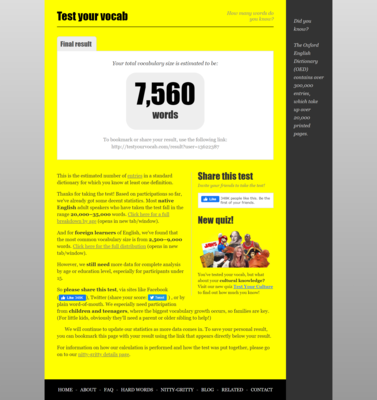 Test your vocab
How many words do
you know?
Final result
Your total vocabulary size is estimated to be:
7,560
words
To bookmark or share your result, use the following link:
Did you
know?
The Oxford
English
Dictionary
(OED)
contains over
300,000
entries,
which take
up over
20,000
printed
pages.
This is the estimated number of entries in a
standard
dictionary for which you know at least one definition.
Thanks for taking the test! Based on participations so far,
we've already got some decent statistics. Most native
English adult speakers who have taken the test fall in the
range 20,000–35,000 words. Click here for a full
breakdown by age (opens in new tab/window).
And for foreign learners of English, we've found that
the most common vocabulary size is from 2,500–9,000
words. Click here for the full distribution (opens in new
tab/window).
However, we still need more data for complete analysis
by age or education level, especially for participants under
15.
So please share this test, via sites like Facebook
Like
, Twitter (share your score
tweet
) , or by
plain word-of-mouth. We especially need participation
from children and teenagers, where the biggest vocabulary growth occurs, so families are key.
(For little kids, obviously they'll need a parent or older sibling to help!)
We will continue to update our statistics as more data comes in. To save your personal result,
you can bookmark this page with your result using the link that appears directly below your result.
For information on how our calculation is performed and how the test was put together, please go
on to our nitty-gritty details page.
Share this test
Invite your friends to take the test!
Like
people like this. Be the
first of your friends.
New quiz!
You've tested your vocab, but what
about your cultural knowledge?
Visit our new quiz Test Your Culture
to find out how much you know!
HOME - ABOUT - FAQ - HARD WORDS - NITTY-GRITTY - BLOG - RELATED - CONTACT